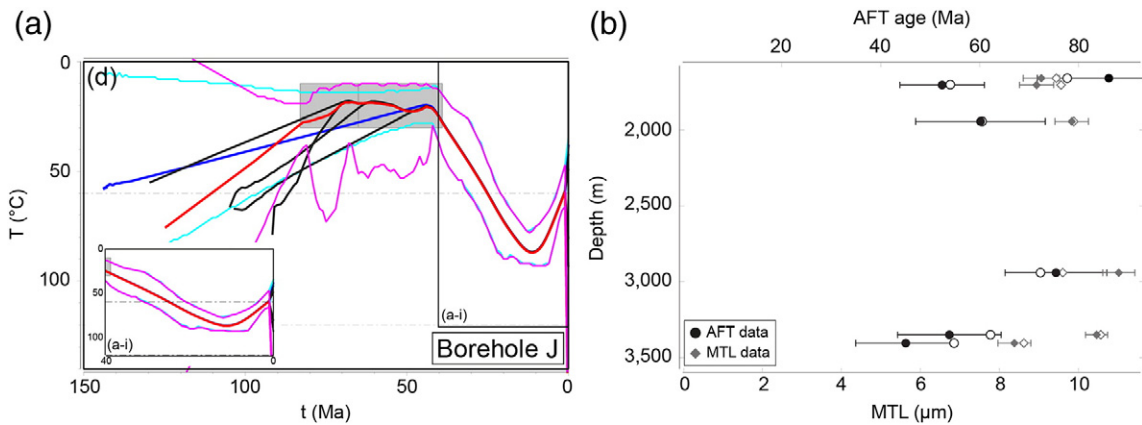 (a)
(d)
0
50
100
150
100
50
0
T (°C)
t (Ma)
0
50
100
40
0
(a-i)
(a-i)
Borehole J
(b)
AFT age (Ma)
20
40
60
80
2,000
2,500
3,000
3,500
Depth (m)
AFT data
MTL data
0
2
4
6
8
10
MTL (µm)